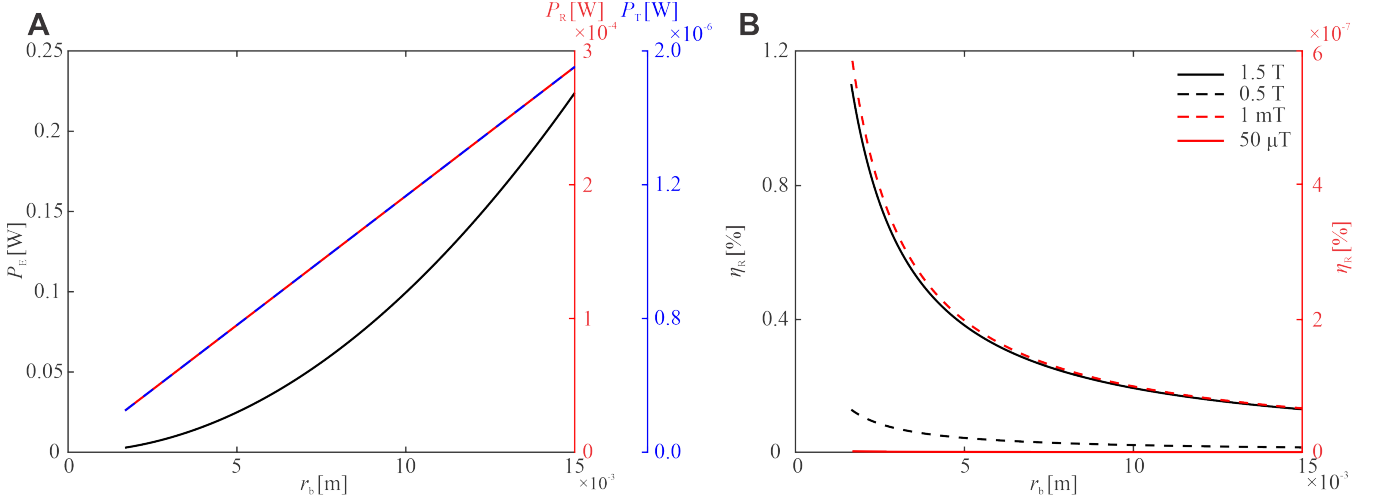 A
P_R [W]
×10⁻⁴
P_T [W]
×10⁻⁶
0.25
0.2
0.15
0.1
0.05
0
P_E [W]
3
2
1
0
2.0
1.2
0.8
0.0
0
5
10
15
×10⁻³
r_b [m]
B
×10⁻⁷
1.2
0.8
0.4
0
η_R [%]
1.5 T
0.5 T
1 mT
50 μT
6
4
2
0
η_R [%]
0
5
10
15
×10⁻³
r_b [m]